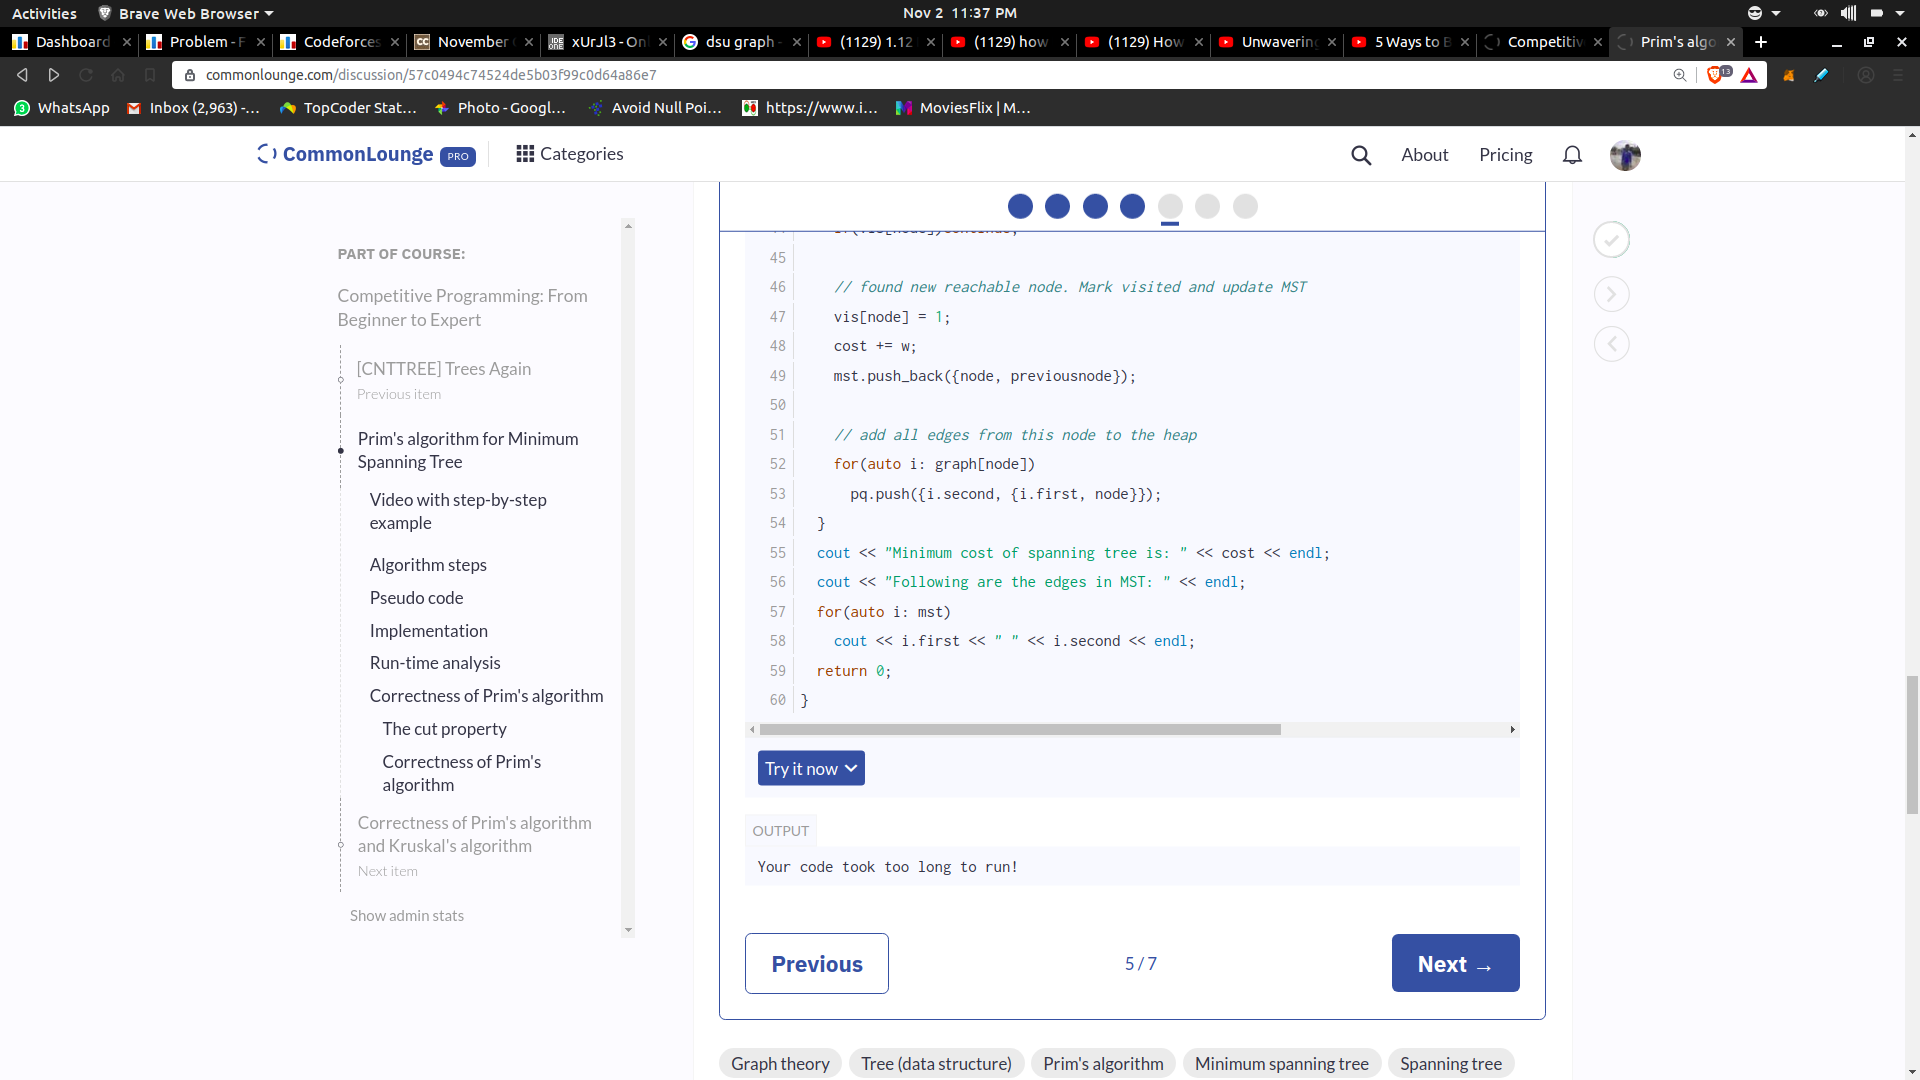 Activities Brave Web Browser Nov 2 11:37 PM
Dashboard Problem - F Codeforces November xUrJl3 - Onl dsu graph - (1129) 1.12 (1129) how (1129) How Unwavering 5 Ways to B Competitiv Prim's algo
commonlounge.com/discussion/57c0494c74524de5b03f99c0d64a86e7 13
WhatsApp Inbox (2,963) -... TopCoder Stat... Photo - Googl... Avoid Null Poi... https://www.i... MoviesFlix | M...
CommonLounge PRO Categories About Pricing
PART OF COURSE:
Competitive Programming: From
Beginner to Expert
[CNTTREE] Trees Again
Previous item
Prim's algorithm for Minimum
Spanning Tree
Video with step-by-step
example
Algorithm steps
Pseudo code
Implementation
Run-time analysis
Correctness of Prim's algorithm
The cut property
Correctness of Prim's
algorithm
Correctness of Prim's algorithm
and Kruskal's algorithm
Next item
Show admin stats
45
46 // found new reachable node. Mark visited and update MST
47 vis[node] = 1;
48 cost += w;
49 mst.push_back({node, previousnode});
50
51 // add all edges from this node to the heap
52 for(auto i: graph[node])
53 pq.push({i.second, {i.first, node}});
54 }
55 cout << "Minimum cost of spanning tree is: " << cost << endl;
56 cout << "Following are the edges in MST: " << endl;
57 for(auto i: mst)
58 cout << i.first << " " << i.second << endl;
59 return 0;
60 }
Try it now
OUTPUT
Your code took too long to run!
Previous 5 / 7 Next →
Graph theory Tree (data structure) Prim's algorithm Minimum spanning tree Spanning tree